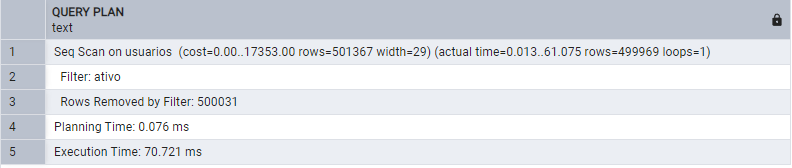 QUERY PLAN
text
1 Seq Scan on usuarios (cost=0.00..17353.00 rows=501367 width=29) (actual time=0.013..61.075 rows=499969 loops=1)
2 Filter: ativo
3 Rows Removed by Filter: 500031
4 Planning Time: 0.076 ms
5 Execution Time: 70.721 ms